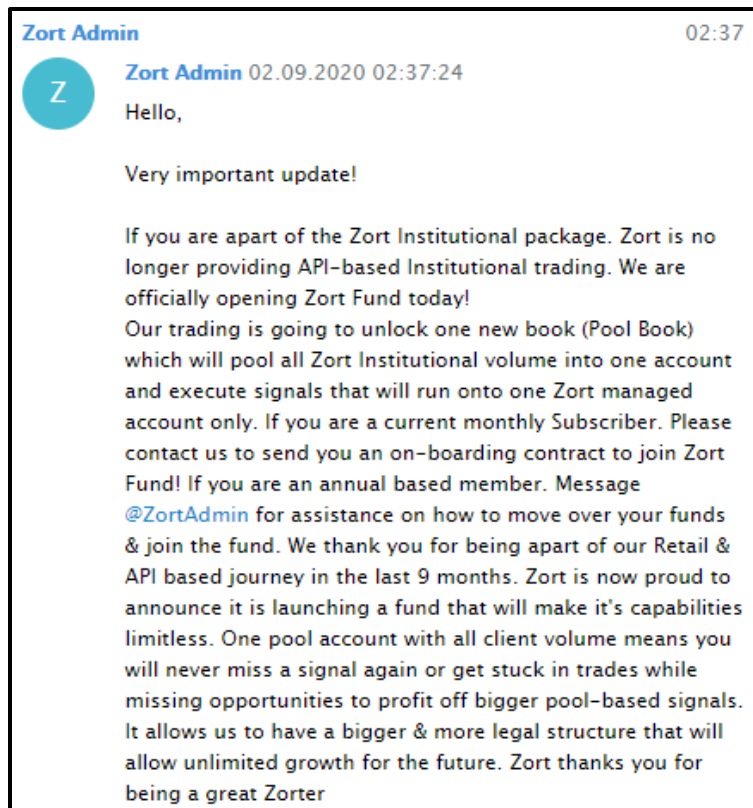 Zort Admin 02:37
Z
Zort Admin 02.09.2020 02:37:24
Hello,
Very important update!
If you are apart of the Zort Institutional package. Zort is no
longer providing API-based Institutional trading. We are
officially opening Zort Fund today!
Our trading is going to unlock one new book (Pool Book)
which will pool all Zort Institutional volume into one account
and execute signals that will run onto one Zort managed
account only. If you are a current monthly Subscriber. Please
contact us to send you an on-boarding contract to join Zort
Fund! If you are an annual based member. Message
@ZortAdmin for assistance on how to move over your funds
& join the fund. We thank you for being apart of our Retail &
API based journey in the last 9 months. Zort is now proud to
announce it is launching a fund that will make it's capabilities
limitless. One pool account with all client volume means you
will never miss a signal again or get stuck in trades while
missing opportunities to profit off bigger pool-based signals.
It allows us to have a bigger & more legal structure that will
allow unlimited growth for the future. Zort thanks you for
being a great Zorter